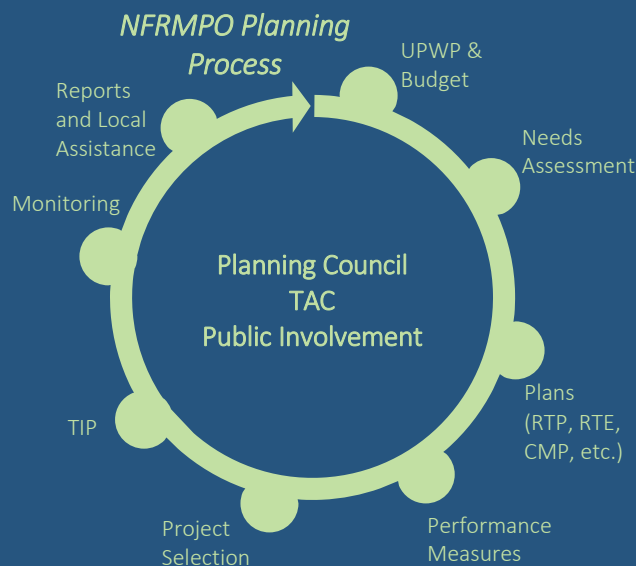 NFRMPO Planning
Process
UPWP &
Budget
Needs
Assessment
Plans
(RTP, RTE,
CMP, etc.)
Performance
Measures
Project
Selection
TIP
Monitoring
Reports
and Local
Assistance
Planning Council
TAC
Public Involvement